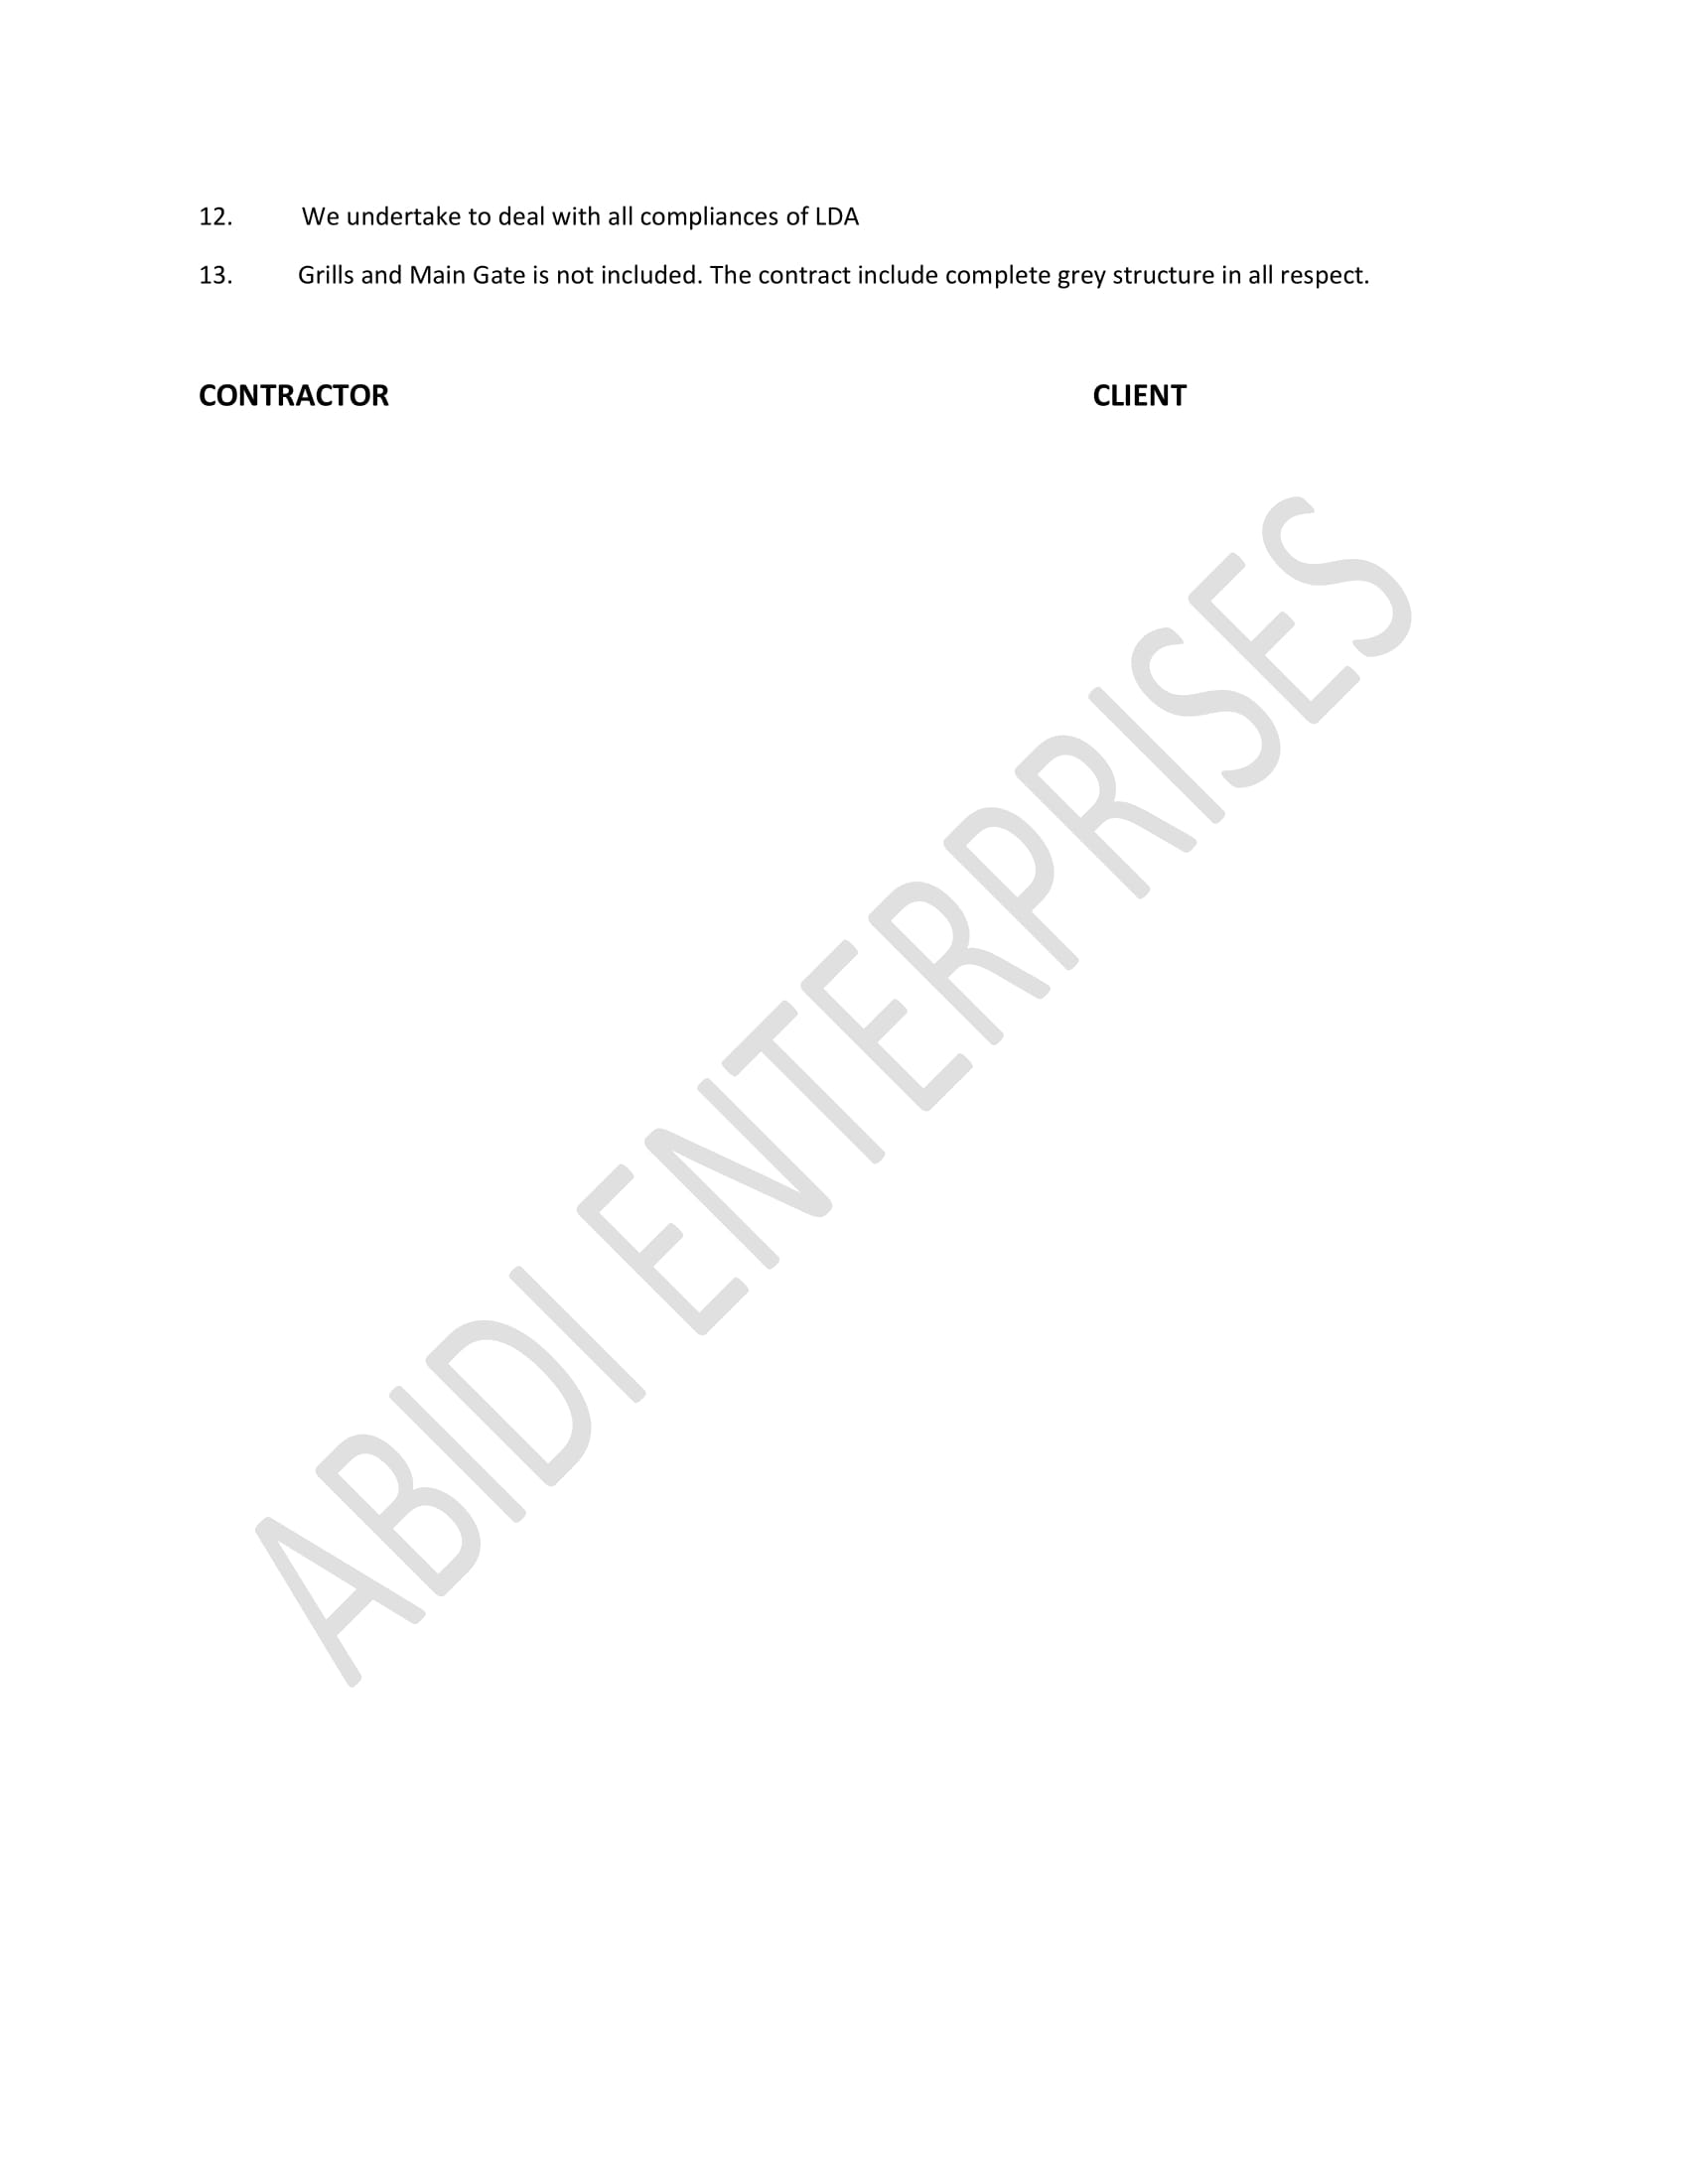 12. We undertake to deal with all compliances of LDA
13. Grills and Main Gate is not included. The contract include complete grey structure in all respect.
CONTRACTOR CLIENT
ABIDI ENTERPRISES